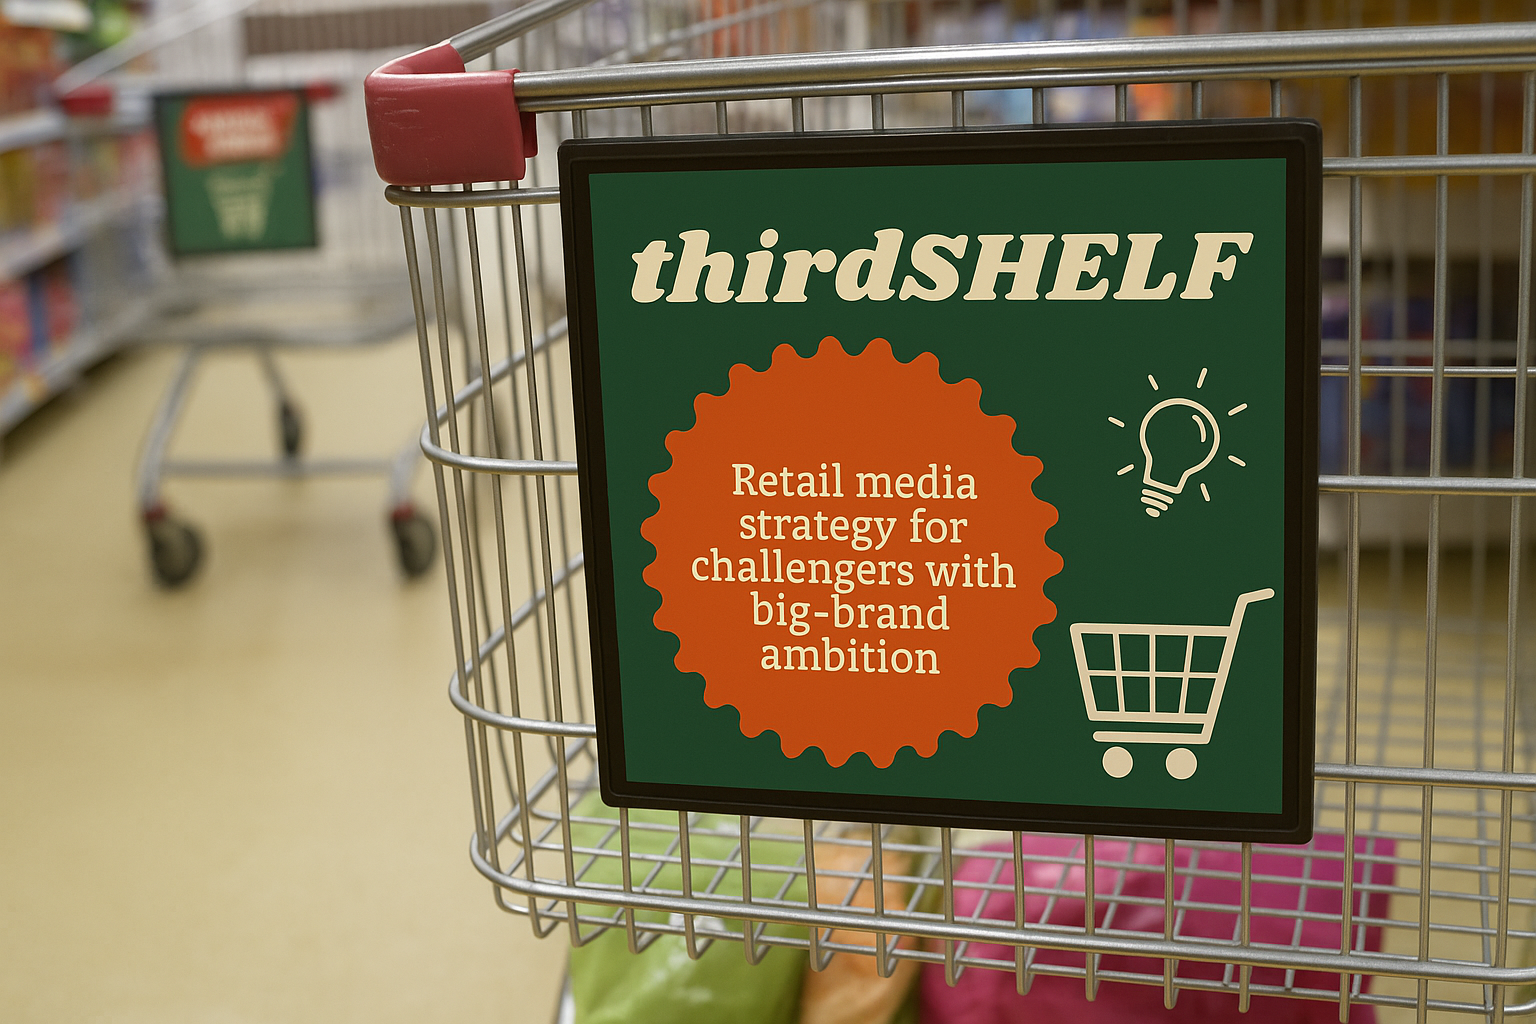 thirdSHELF
Retail media
strategy for
challengers with
big-brand
ambition